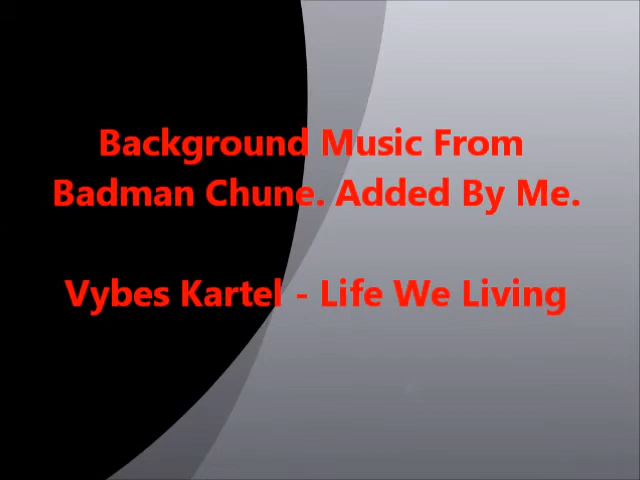 Background Music From
Badman Chune. Added By Me.
Vybes Kartel - Life We Living